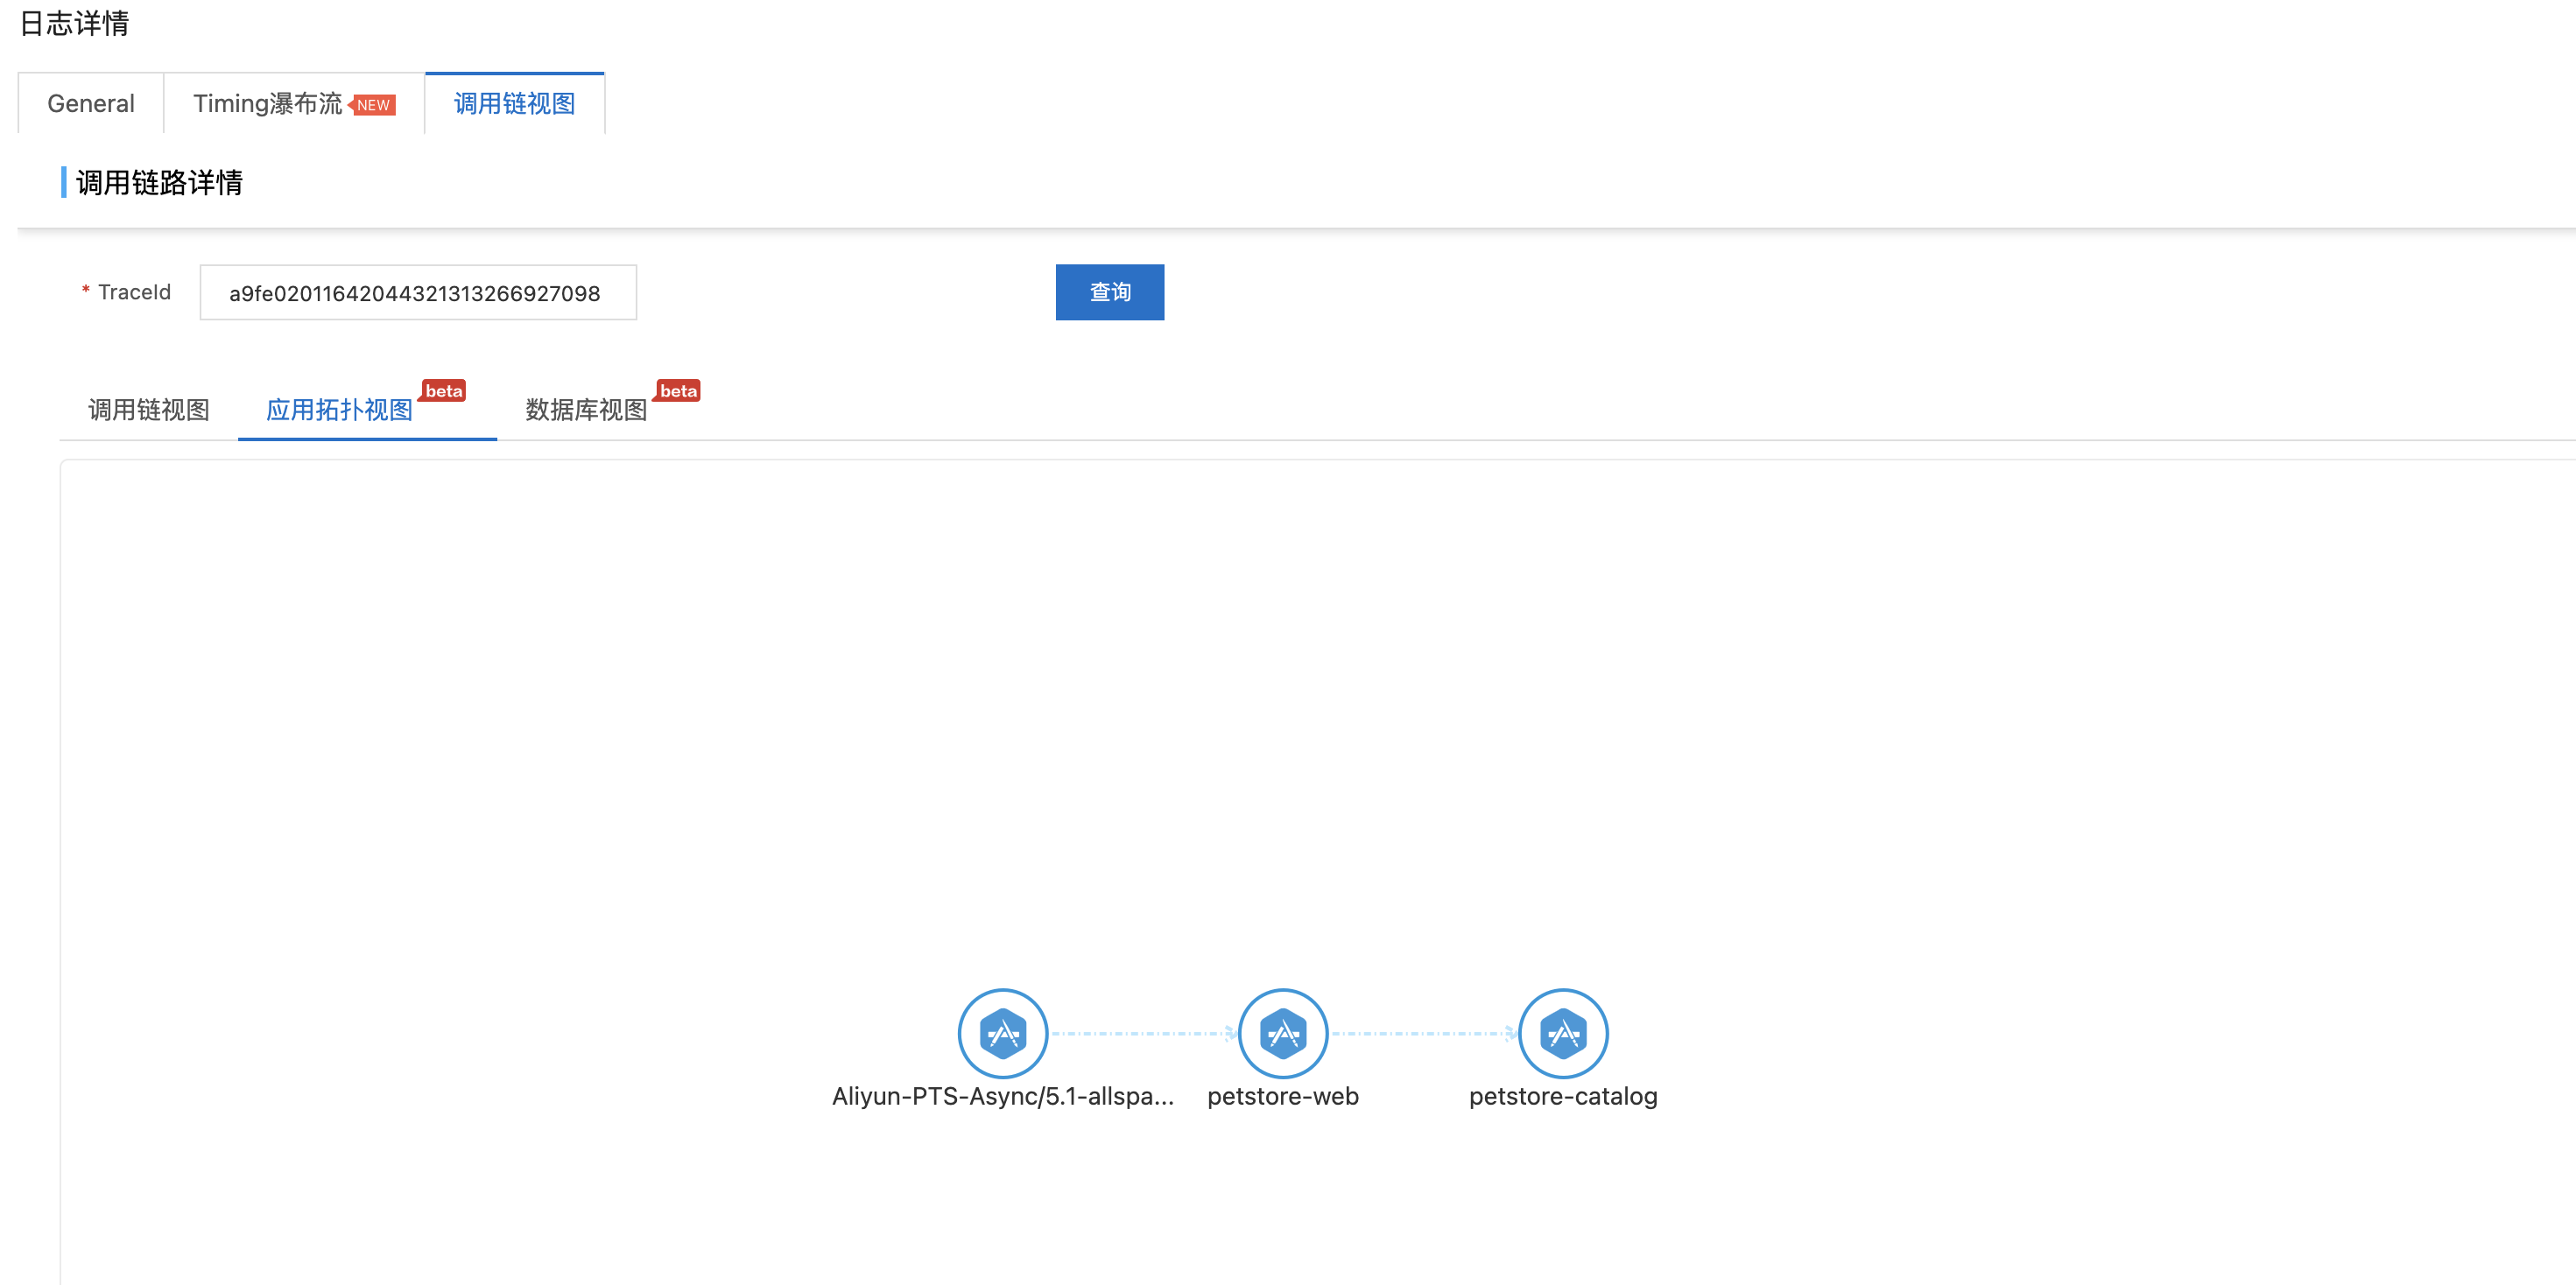 日志详情
General
Timing瀑布流 NEW
调用链视图
调用链路详情
* TraceId
a9fe02011642044321313266927098
查询
调用链视图
应用拓扑视图 beta
数据库视图 beta
Aliyun-PTS-Async/5.1-allspa...
petstore-web
petstore-catalog